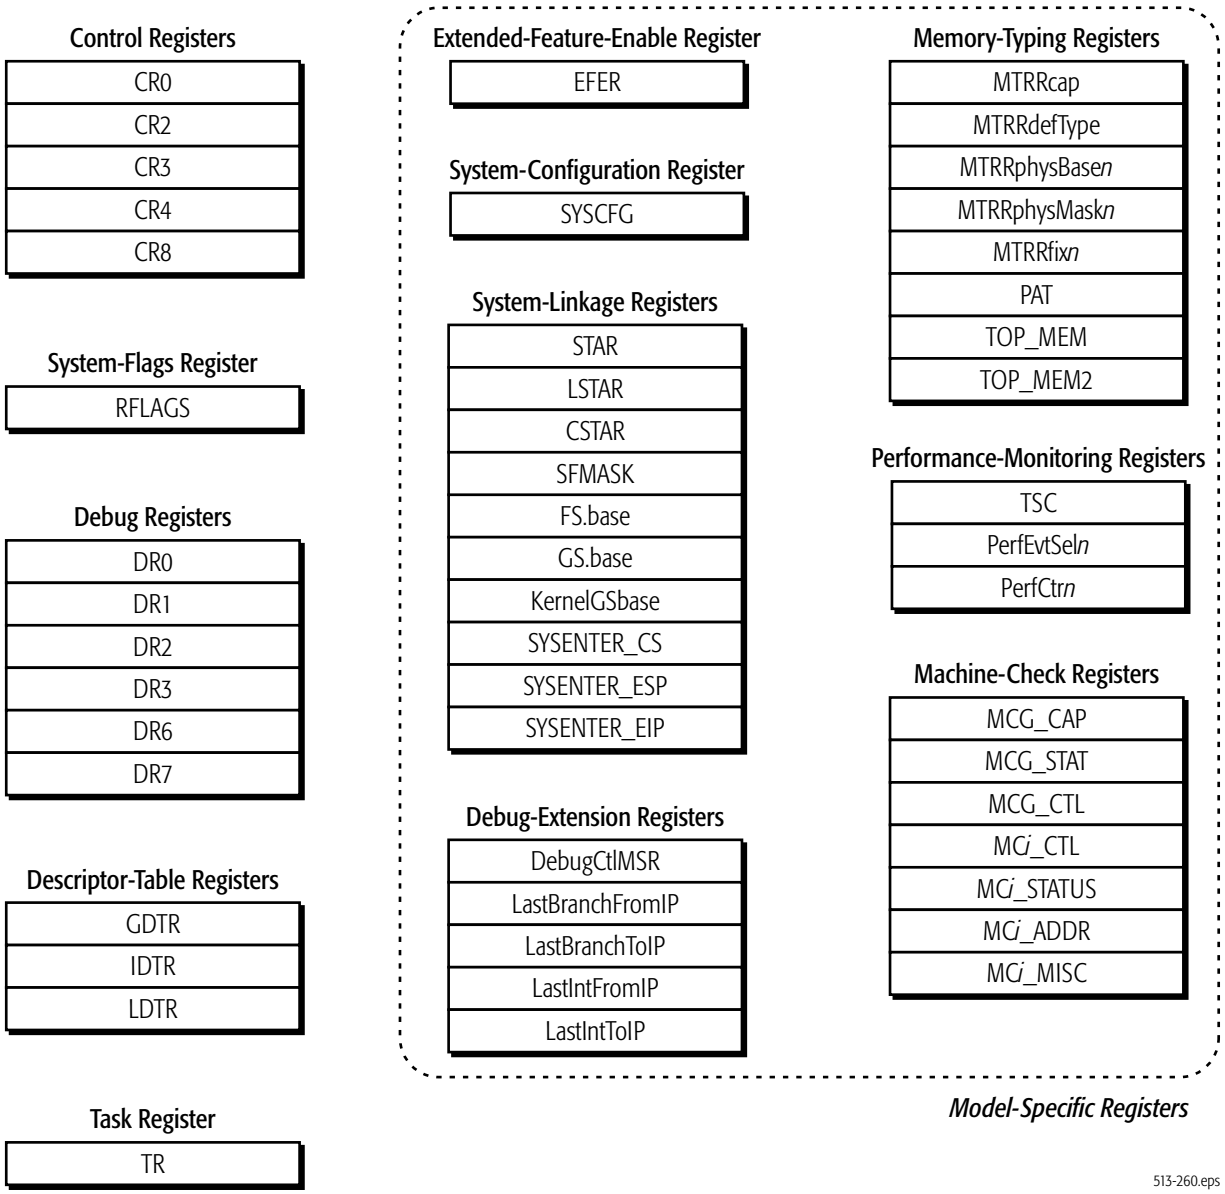 Control Registers
CR0
CR2
CR3
CR4
CR8
System-Flags Register
RFLAGS
Debug Registers
DR0
DR1
DR2
DR3
DR6
DR7
Descriptor-Table Registers
GDTR
IDTR
LDTR
Task Register
TR
Extended-Feature-Enable Register
EFER
System-Configuration Register
SYSCFG
System-Linkage Registers
STAR
LSTAR
CSTAR
SFMASK
FS.base
GS.base
KernelGSbase
SYSENTER_CS
SYSENTER_ESP
SYSENTER_EIP
Debug-Extension Registers
DebugCtlMSR
LastBranchFromIP
LastBranchToIP
LastIntFromIP
LastIntToIP
Memory-Typing Registers
MTRRcap
MTRRdefType
MTRRphysBasen
MTRRphysMaskn
MTRRfixn
PAT
TOP_MEM
TOP_MEM2
Performance-Monitoring Registers
TSC
PerfEvtSeln
PerfCtrn
Machine-Check Registers
MCG_CAP
MCG_STAT
MCG_CTL
MCi_CTL
MCi_STATUS
MCi_ADDR
MCi_MISC
Model-Specific Registers
513-260.eps